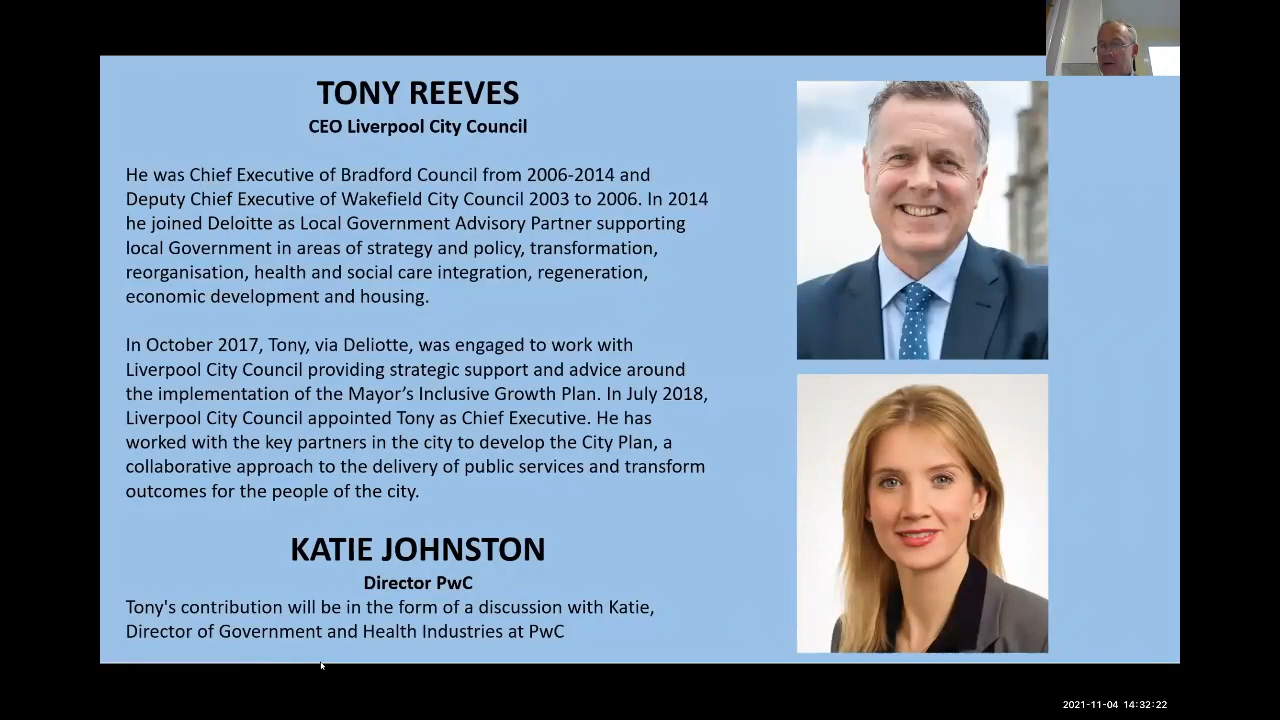 TONY REEVES
CEO Liverpool City Council
He was Chief Executive of Bradford Council from 2006-2014 and
Deputy Chief Executive of Wakefield City Council 2003 to 2006. In 2014
he joined Deloitte as Local Government Advisory Partner supporting
local Government in areas of strategy and policy, transformation,
reorganisation, health and social care integration, regeneration,
economic development and housing.
In October 2017, Tony, via Deliotte, was engaged to work with
Liverpool City Council providing strategic support and advice around
the implementation of the Mayor’s Inclusive Growth Plan. In July 2018,
Liverpool City Council appointed Tony as Chief Executive. He has
worked with the key partners in the city to develop the City Plan, a
collaborative approach to the delivery of public services and transform
outcomes for the people of the city.
KATIE JOHNSTON
Director PwC
Tony's contribution will be in the form of a discussion with Katie,
Director of Government and Health Industries at PwC
2021-11-04 14:32:22